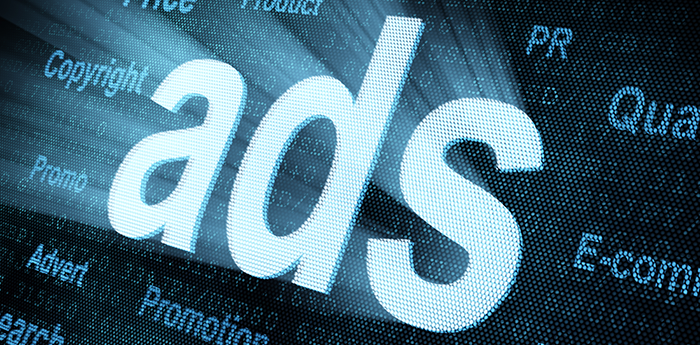 Price
Product
PR
Copyright
ads
Qua
Promo
E-com
Advert
Promotion
earch